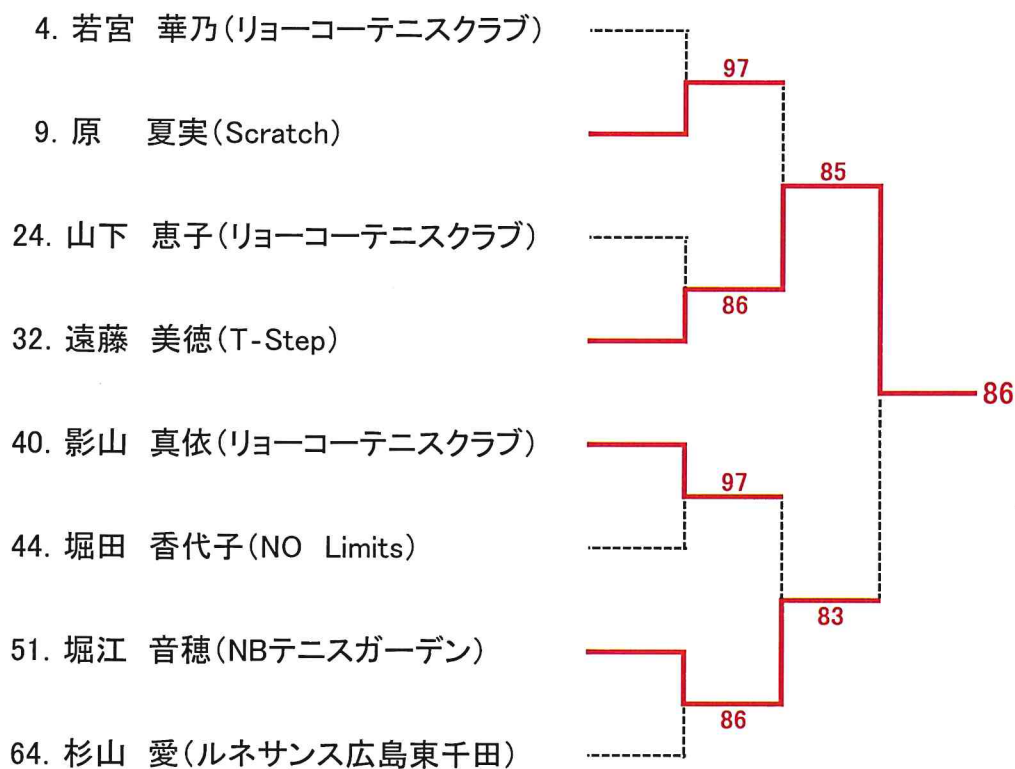 4. 若宮　華乃(リョーコーテニスクラブ)
97
9. 原　　夏実(Scratch)
85
24. 山下　恵子(リョーコーテニスクラブ)
86
32. 遠藤　美徳(T-Step)
86
40. 影山　真依(リョーコーテニスクラブ)
97
44. 堀田　香代子(NO　Limits)
83
51. 堀江　音穂(NBテニスガーデン)
86
64. 杉山　愛(ルネサンス広島東千田)